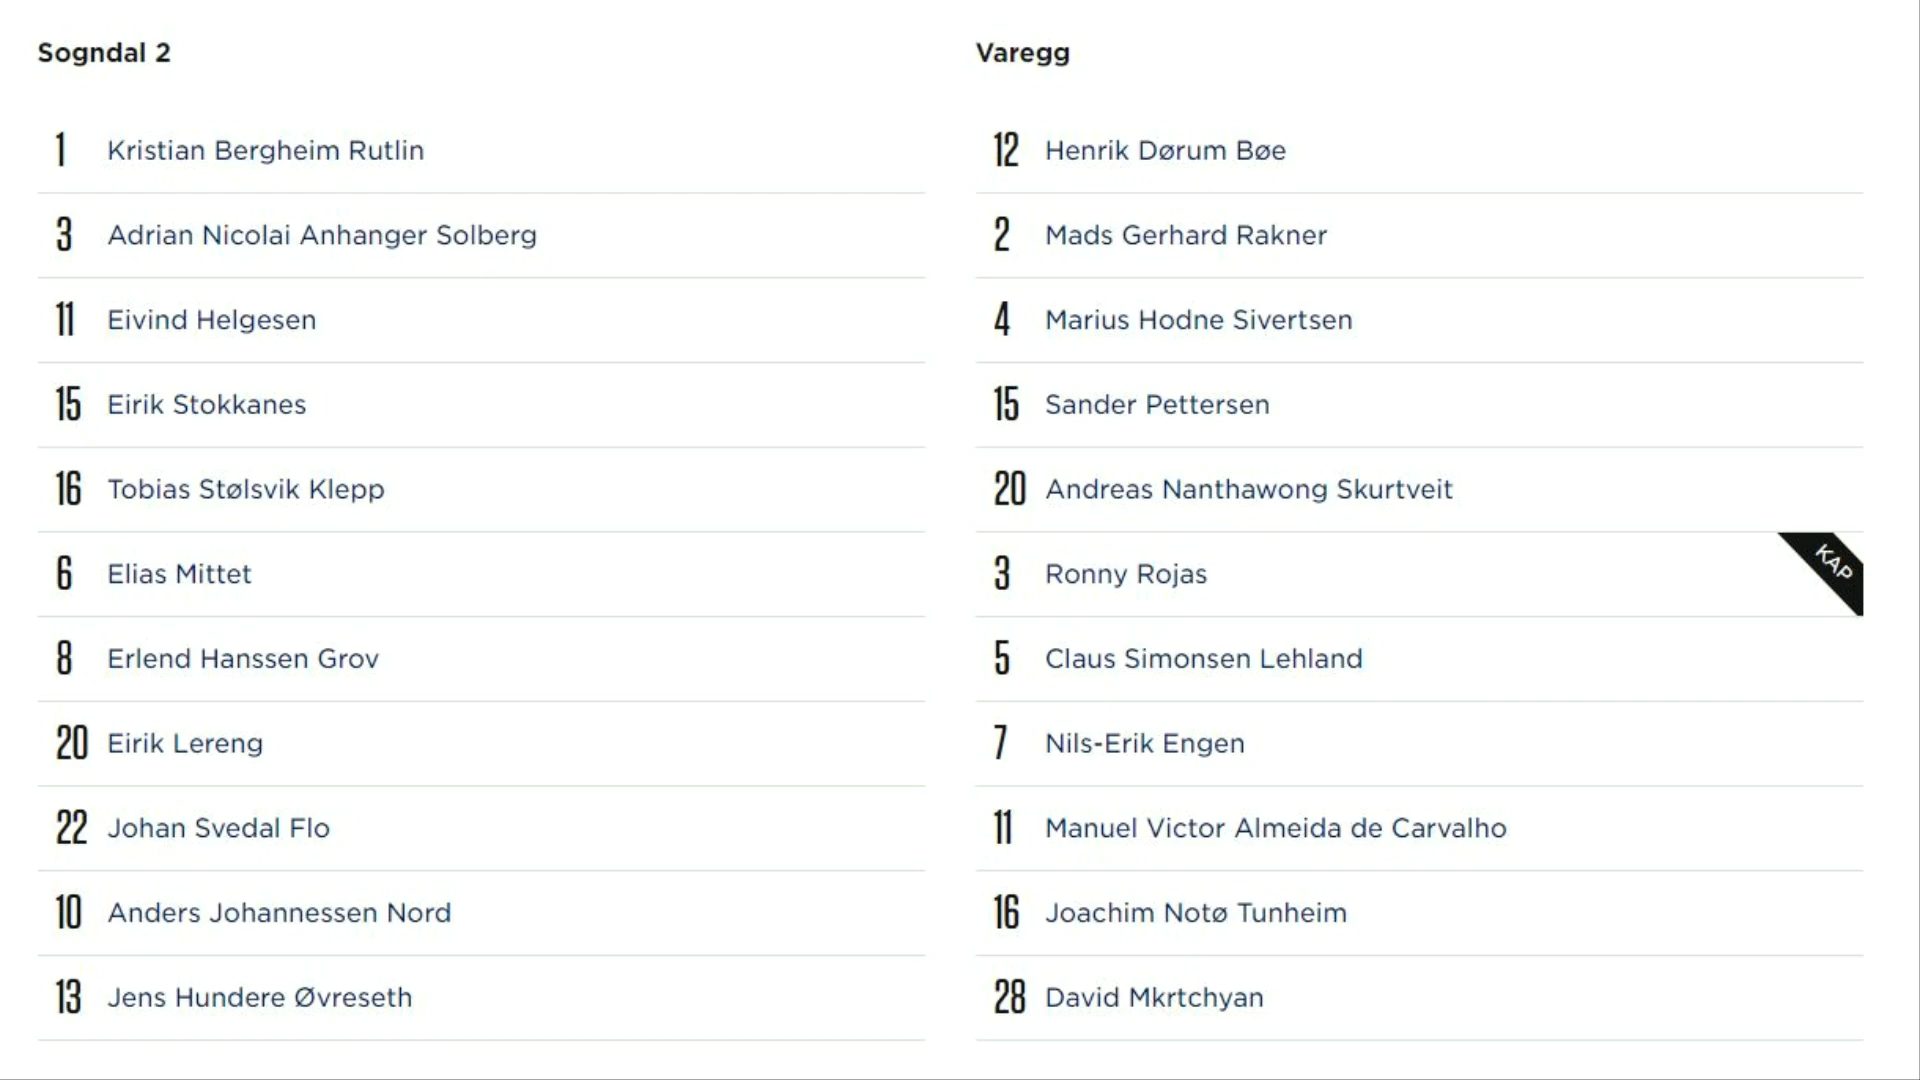 Sogndal 2
1 Kristian Bergheim Rutlin
3 Adrian Nicolai Anhanger Solberg
11 Eivind Helgesen
15 Eirik Stokkanes
16 Tobias Stølsvik Klepp
6 Elias Mittet
8 Erlend Hanssen Grov
20 Eirik Lereng
22 Johan Svedal Flo
10 Anders Johannessen Nord
13 Jens Hundere Øvreseth
Varegg
12 Henrik Dørum Bøe
2 Mads Gerhard Rakner
4 Marius Hodne Sivertsen
15 Sander Pettersen
20 Andreas Nanthawong Skurtveit
3 Ronny Rojas KAP
5 Claus Simonsen Lehland
7 Nils-Erik Engen
11 Manuel Victor Almeida de Carvalho
16 Joachim Notø Tunheim
28 David Mkrtchyan